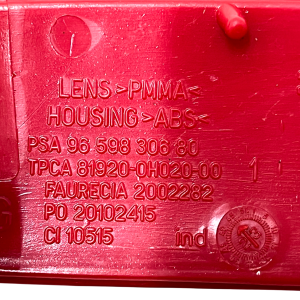 LENS >PMMA<
HOUSING >ABS<
PSA 96 598 306 80
TPCA 81920-0H020-00 1
FAURECIA 2002282
PO 20102415
CI 10515 ind